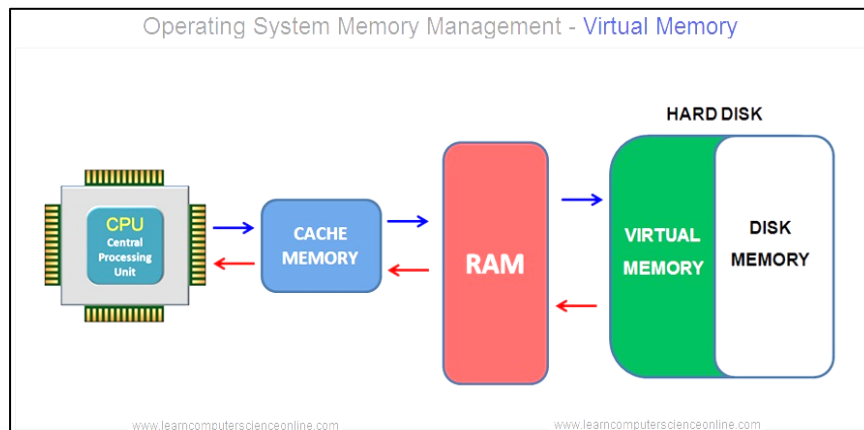 Operating System Memory Management - Virtual Memory
HARD DISK
CPU
Central
Processing
Unit
CACHE
MEMORY
RAM
VIRTUAL
MEMORY
DISK
MEMORY
www.learncomputerscienceonline.com
www.learncomputerscienceonline.com